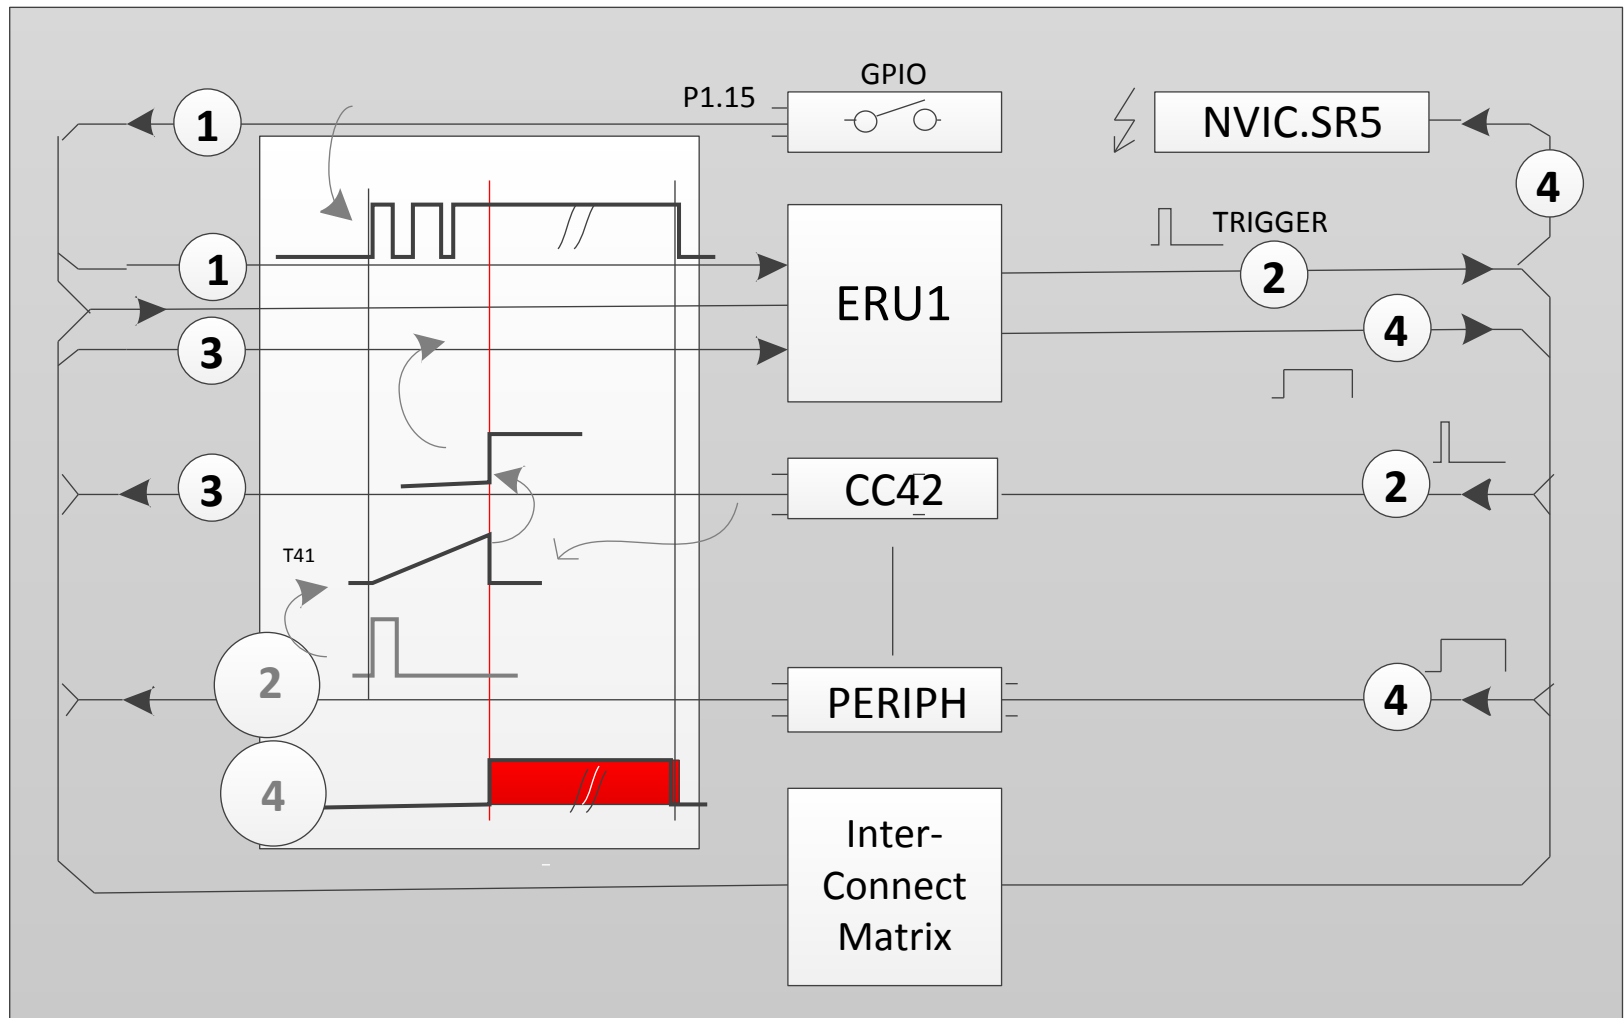 GPIO
P1.15
1
NVIC.SR5
4
1
ERU1
TRIGGER
2
3
4
3
CC42
2
T41
2
PERIPH
4
4
Inter-
Connect
Matrix